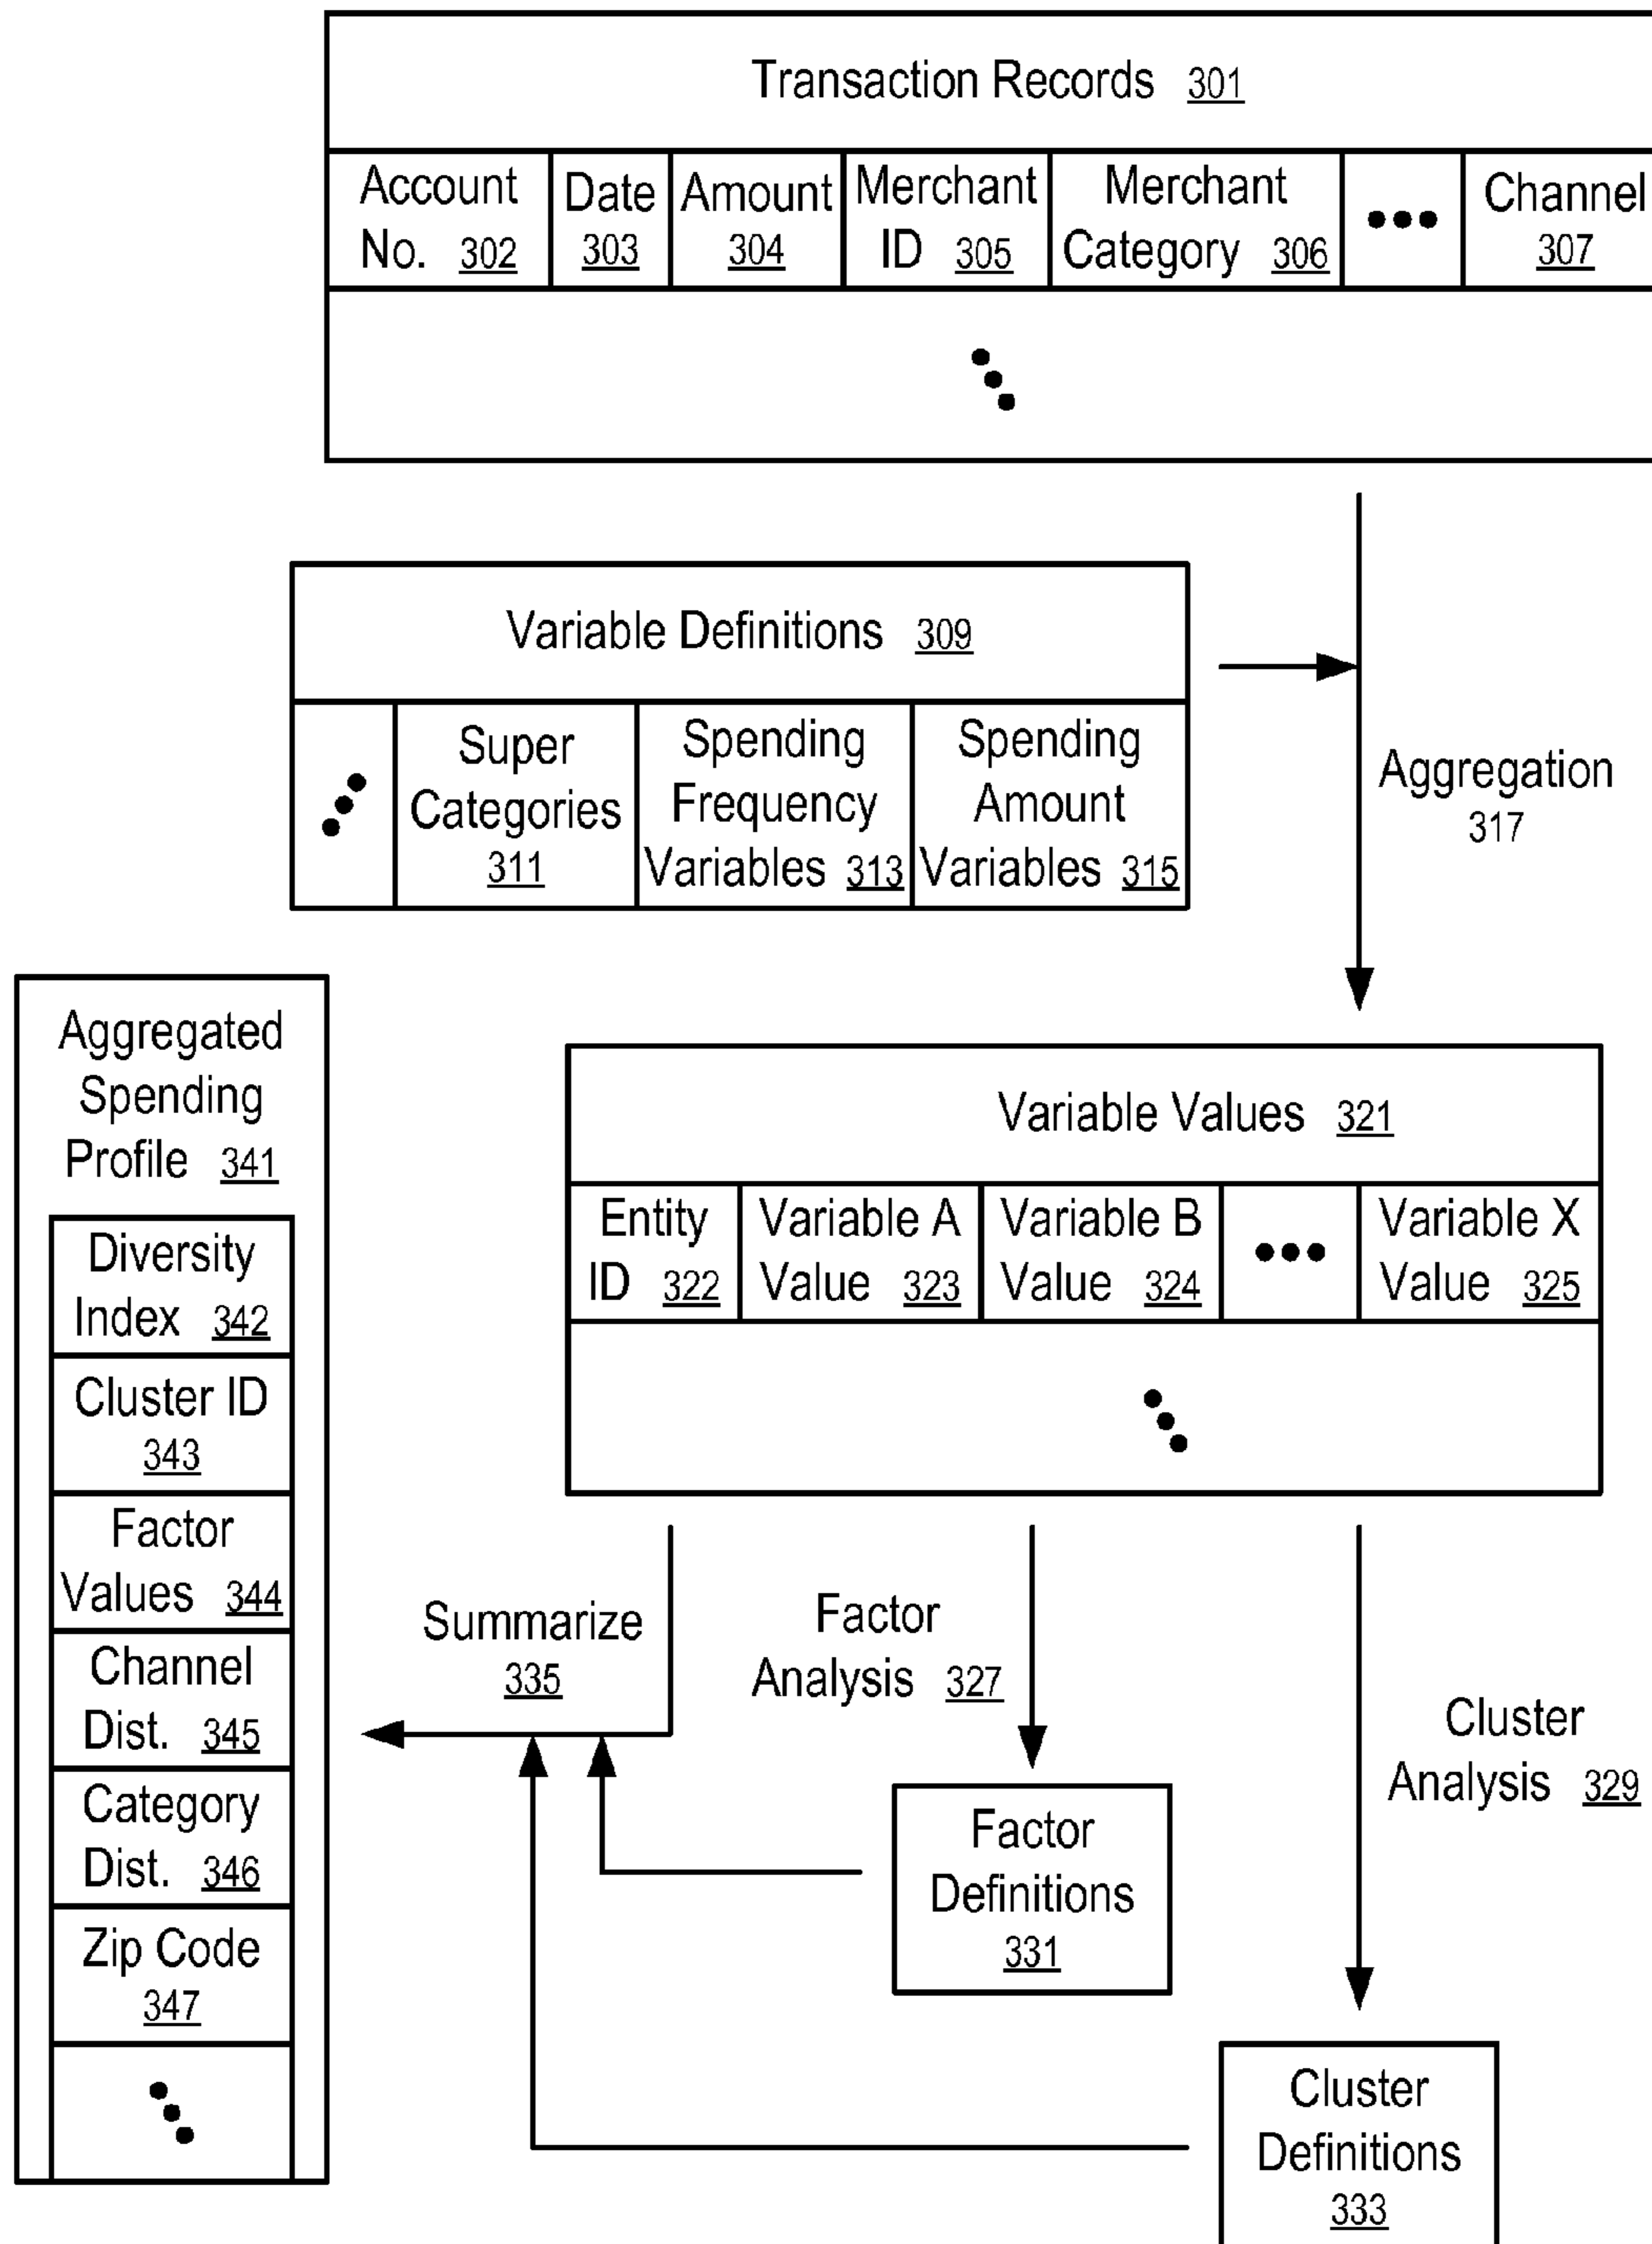 Transaction Records 301
Account
No. 302
Date
303
Amount
304
Merchant
ID 305
Merchant
Category 306
Channel
307
Variable Definitions 309
Super
Categories
311
Spending
Frequency
Variables 313
Spending
Amount
Variables 315
Aggregation
317
Aggregated
Spending
Profile 341
Diversity
Index 342
Cluster ID
343
Factor
Values 344
Channel
Dist. 345
Category
Dist. 346
Zip Code
347
Variable Values 321
Entity
ID 322
Variable A
Value 323
Variable B
Value 324
Variable X
Value 325
Summarize
335
Factor
Analysis 327
Cluster
Analysis 329
Factor
Definitions
331
Cluster
Definitions
333